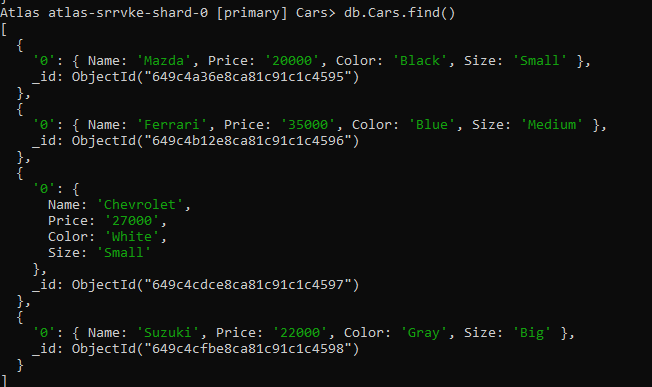 Atlas atlas-srrvke-shard-0 [primary] Cars> db.Cars.find()
[
  {
    '0': { Name: 'Mazda', Price: '20000', Color: 'Black', Size: 'Small' },
    _id: ObjectId("649c4a36e8ca81c91c1c4595")
  },
  {
    '0': { Name: 'Ferrari', Price: '35000', Color: 'Blue', Size: 'Medium' },
    _id: ObjectId("649c4b12e8ca81c91c1c4596")
  },
  {
    '0': {
      Name: 'Chevrolet',
      Price: '27000',
      Color: 'White',
      Size: 'Small'
    },
    _id: ObjectId("649c4cdce8ca81c91c1c4597")
  },
  {
    '0': { Name: 'Suzuki', Price: '22000', Color: 'Gray', Size: 'Big' },
    _id: ObjectId("649c4cfbe8ca81c91c1c4598")
  }
]